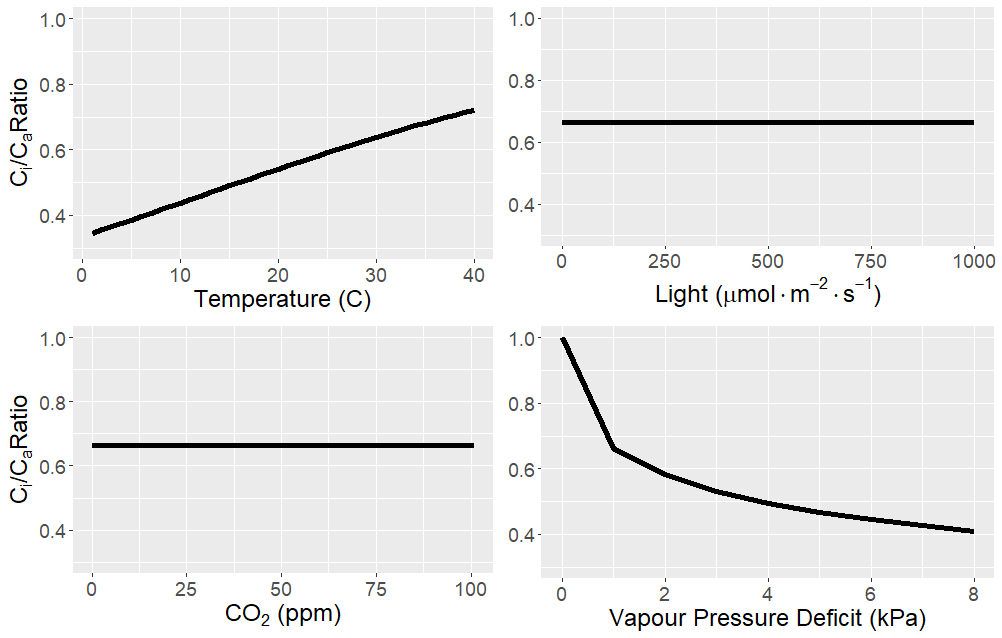 1.0
0.8
0.6
0.4
Ci/CaRatio
0 10 20 30 40
Temperature (C)
1.0
0.8
0.6
0.4
0 250 500 750 1000
Light (μmol·m⁻²·s⁻¹)
1.0
0.8
0.6
0.4
Ci/CaRatio
0 25 50 75 100
CO₂ (ppm)
1.0
0.8
0.6
0.4
0 2 4 6 8
Vapour Pressure Deficit (kPa)